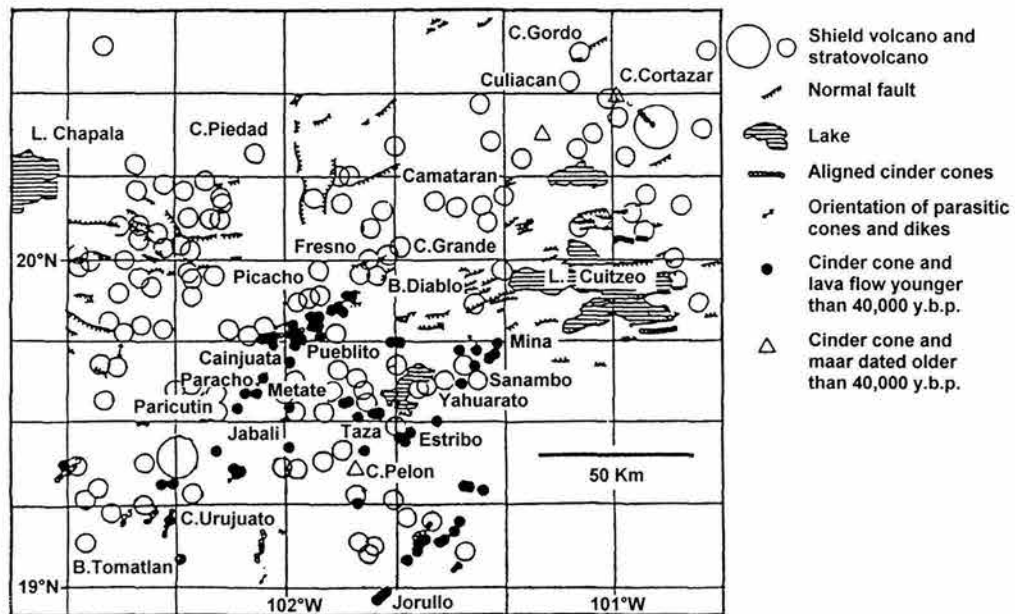 C.Gordo
Culiacan
C.Cortazar
L. Chapala
C.Piedad
Camataran
Fresno
C.Grande
20°N
Picacho
B.Diablo
L. Cuitzeo
Pueblito
Mina
Cainjuata
Paracho
Metate
Sanambo
Yahuarato
Paricutin
Jabali
Taza
Estribo
C.Pelon
50 Km
C.Urujuato
B.Tomatlan
19°N
102°W
Jorullo
101°W
Shield volcano and
stratovolcano
Normal fault
Lake
Aligned cinder cones
Orientation of parasitic
cones and dikes
Cinder cone and
lava flow younger
than 40,000 y.b.p.
Cinder cone and
maar dated older
than 40,000 y.b.p.